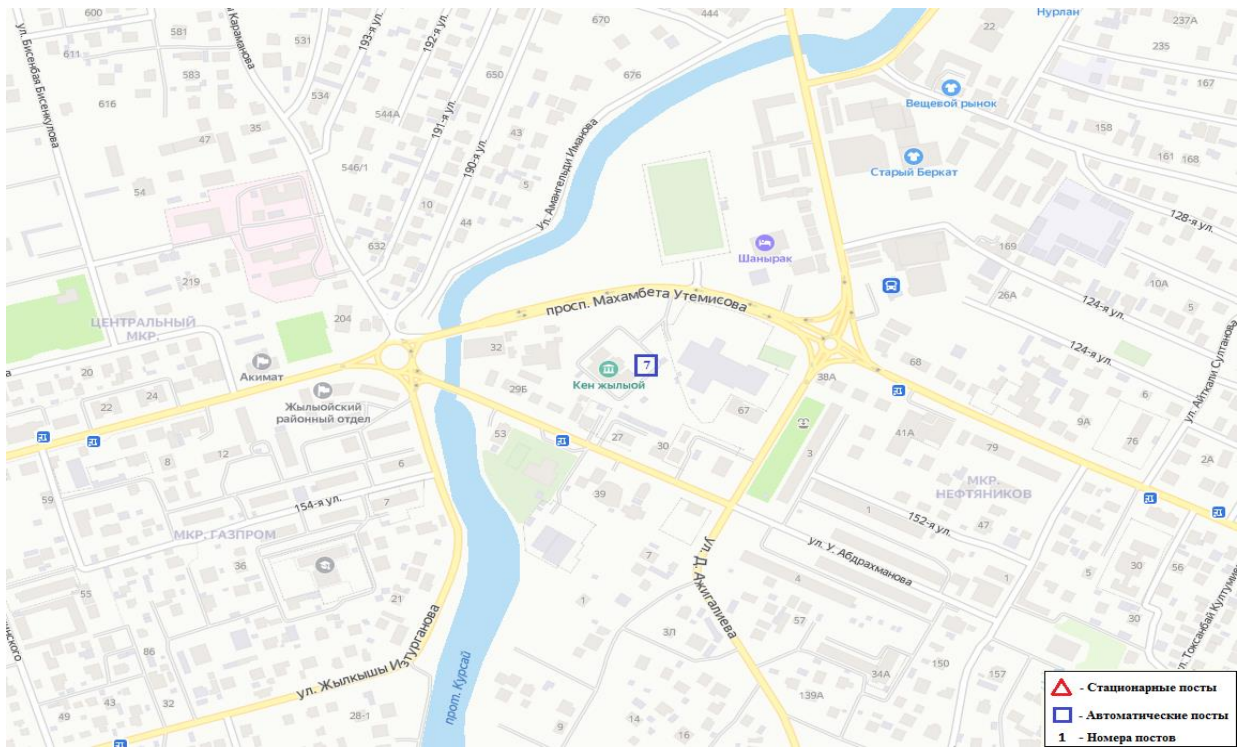 670
444
600
581
531
193-я ул.
192-я ул.
22
Нурлан
237А
ул. Бисенбая Бисенкулова
Караманова
611
583
534
650
676
235
167
616
544А
191-я ул.
Вещевой рынок
47
35
43
190-я ул.
158
546/1
ул. Амангельди Иманова
Старый Беркат
161
168
54
5
10
44
128-я ул.
632
Шанырак
169
219
просп. Махамбета Утемисова
26А
124-я ул.
10А
5
ЦЕНТРАЛЬНЫЙ
МКР.
204
32
124-я ул.
ул. Айткали Султанова
20
Акимат
7
Кен жылыой
68
38А
6
22
24
Жылыойский
районный отдел
29Б
67
9А
53
27
30
3
41А
79
76
8
12
6
2А
59
39
МКР.
НЕФТЯНИКОВ
154-я ул.
7
1
152-я ул.
47
МКР. ГАЗПРОМ
36
7
ул. У. Абдрахманова
ул. Д. Ажигалиева
4
1
5
30
56
55
21
1
57
30
86
3Л
ул. Жылкышы Изтурганова
прот. Курсай
34А
150
157
139А
49
43
32
28-1
9
14
16
- Стационарные посты
- Автоматические посты
1 - Номера постов